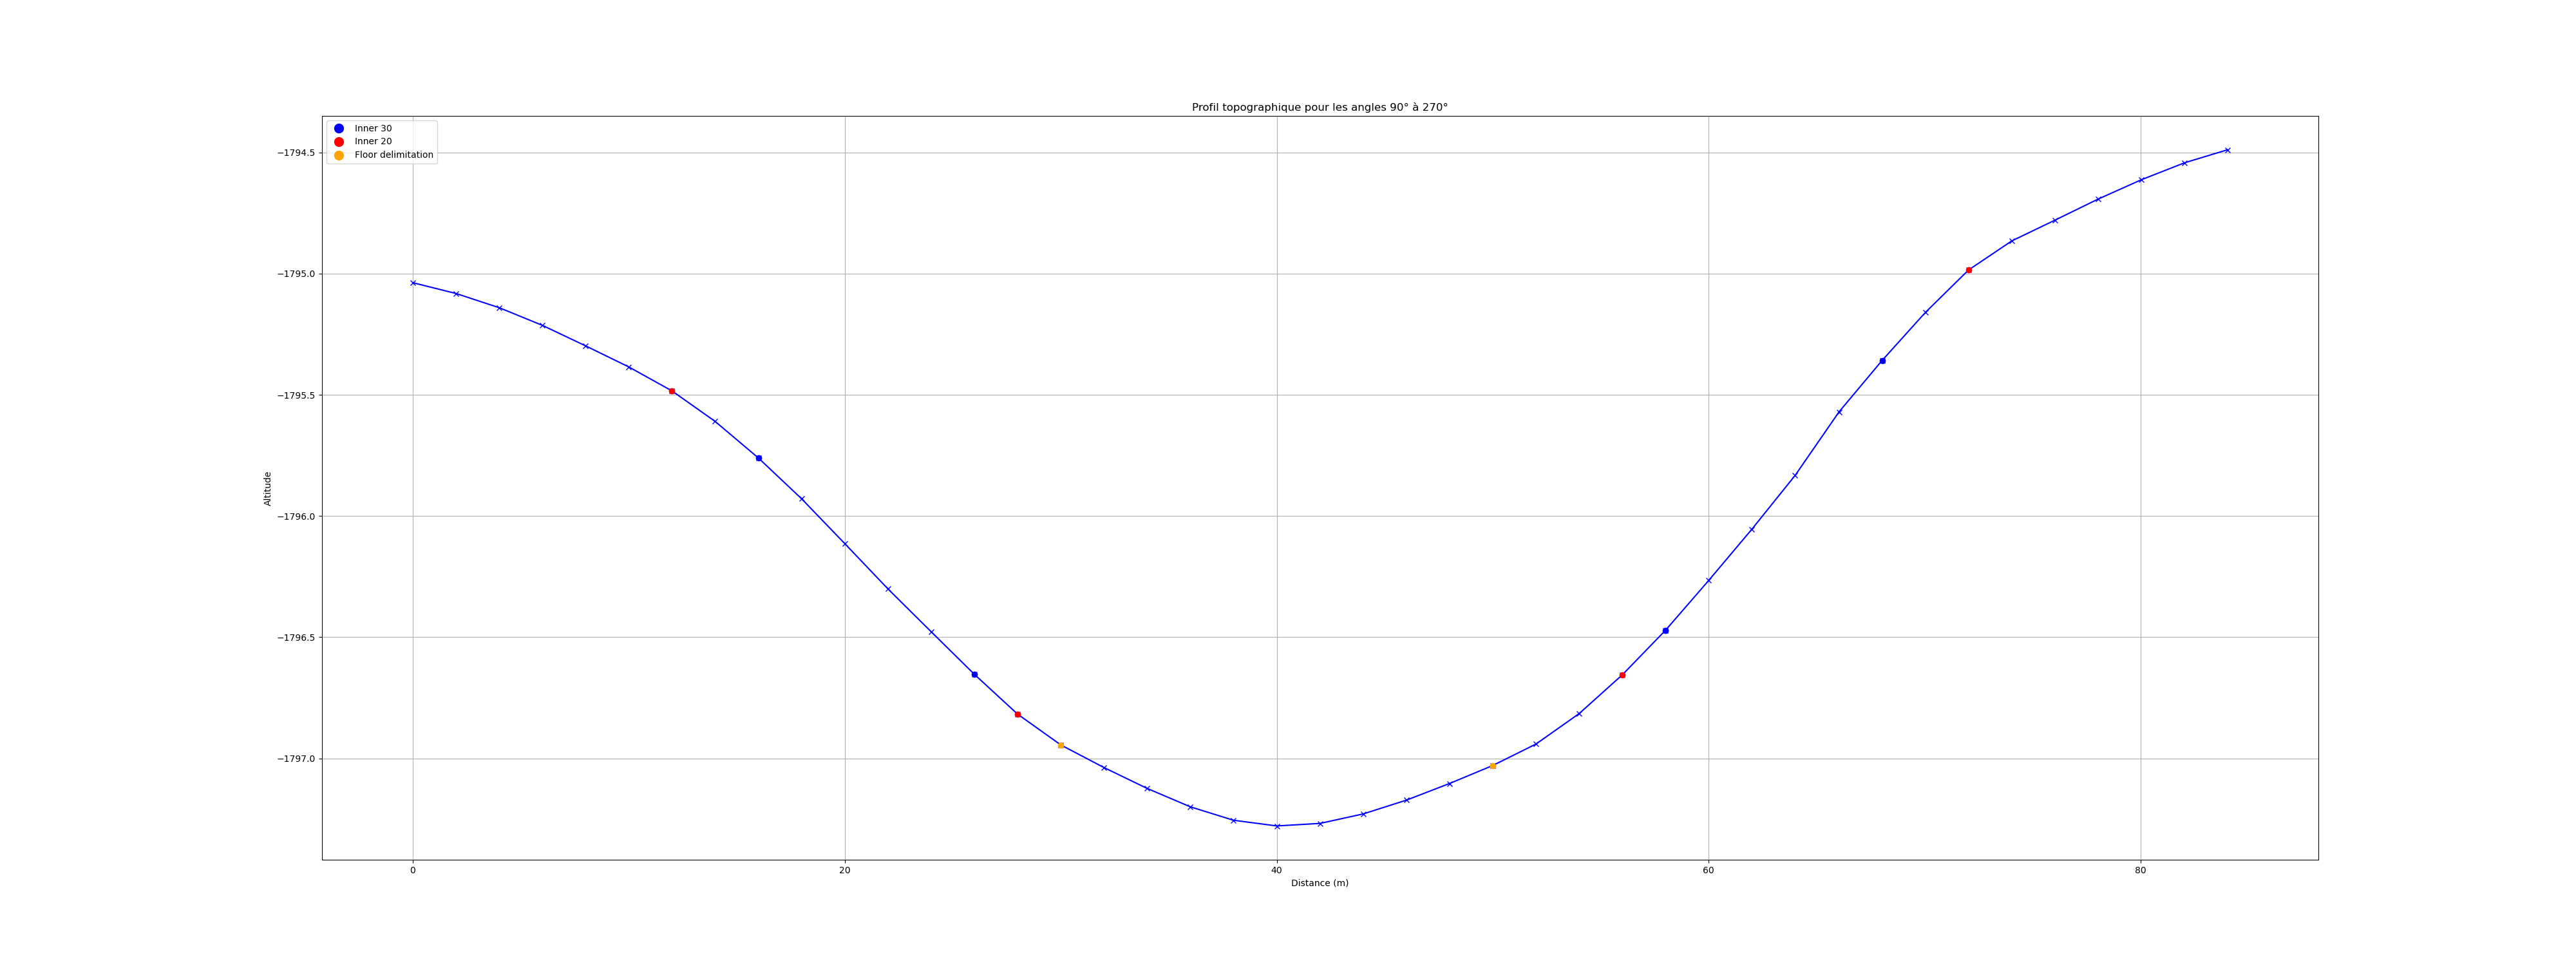 Profil topographique pour les angles 90° à 270°
Inner 30
Inner 20
Floor delimitation
−1794.5
−1795.0
−1795.5
−1796.0
−1796.5
−1797.0
Altitude
0 20 40 60 80
Distance (m)